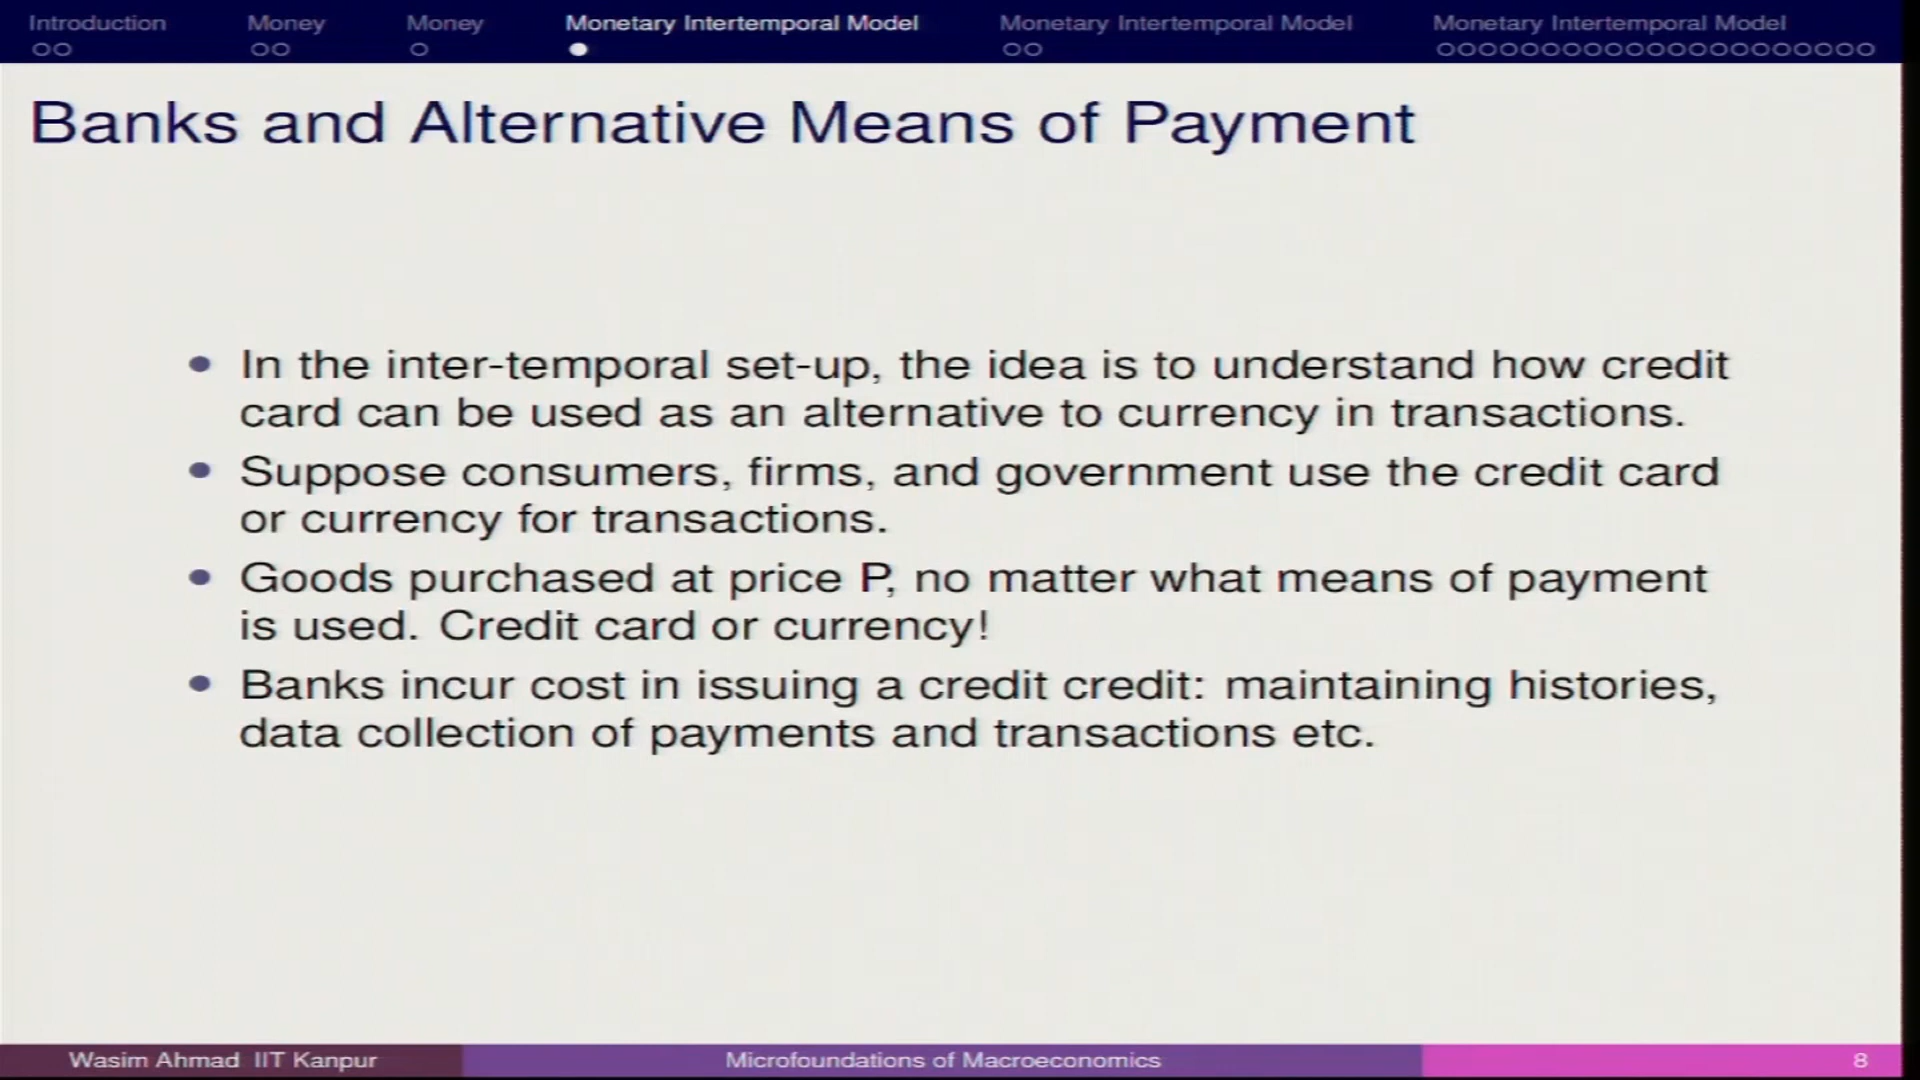 Introduction
Money
Money
Monetary Intertemporal Model
Monetary Intertemporal Model
Monetary Intertemporal Model
Banks and Alternative Means of Payment
In the inter-temporal set-up, the idea is to understand how credit
card can be used as an alternative to currency in transactions.
Suppose consumers, firms, and government use the credit card
or currency for transactions.
Goods purchased at price P, no matter what means of payment
is used. Credit card or currency!
Banks incur cost in issuing a credit credit: maintaining histories,
data collection of payments and transactions etc.
Wasim Ahmad IIT Kanpur
Microfoundations of Macroeconomics
8